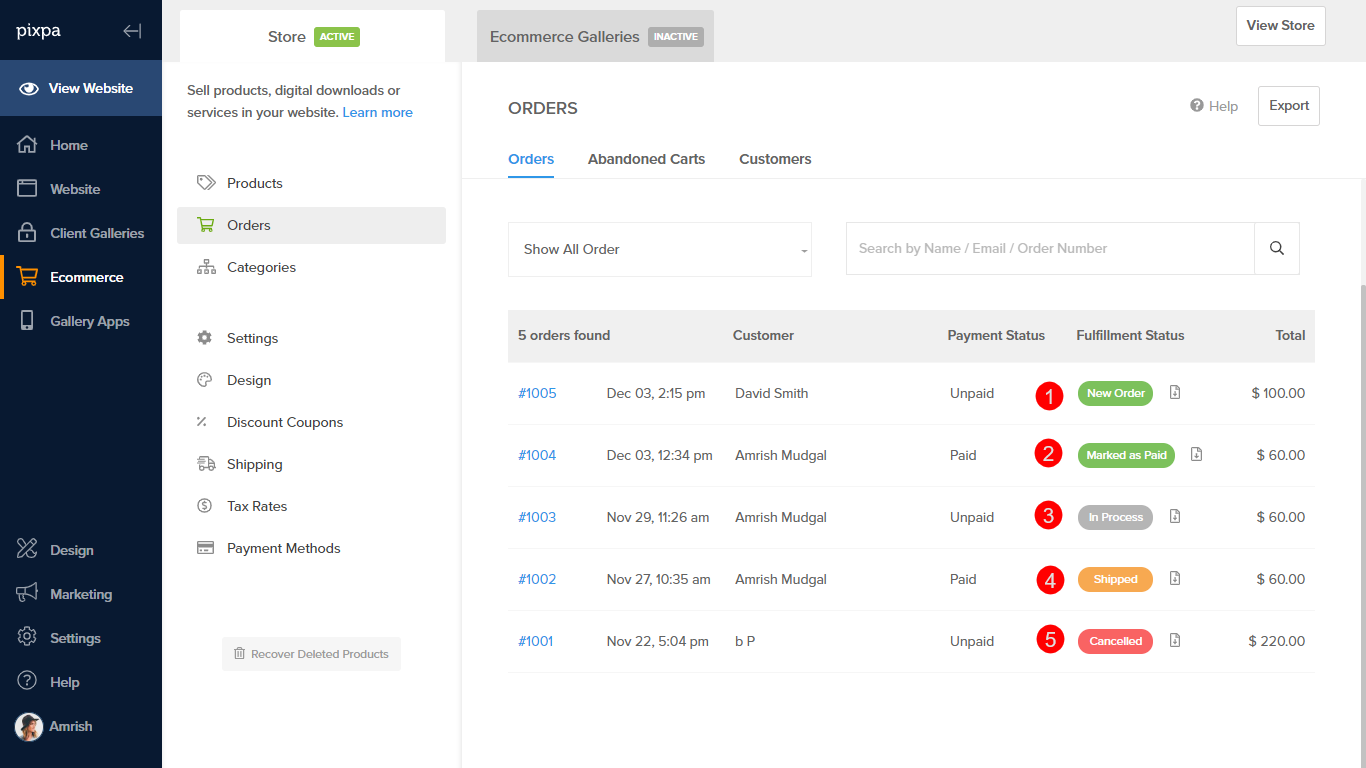 pixpa
View Website
Home
Website
Client Galleries
Ecommerce
Gallery Apps
Design
Marketing
Settings
Help
Amrish
Store ACTIVE
Ecommerce Galleries INACTIVE
View Store
Sell products, digital downloads or
services in your website. Learn more
Products
Orders
Categories
Settings
Design
Discount Coupons
Shipping
Tax Rates
Payment Methods
Recover Deleted Products
ORDERS
Help
Export
Orders Abandoned Carts Customers
Show All Order
Search by Name / Email / Order Number
5 orders found Customer Payment Status Fulfillment Status Total
#1005 Dec 03, 2:15 pm David Smith Unpaid 1 New Order $ 100.00
#1004 Dec 03, 12:34 pm Amrish Mudgal Paid 2 Marked as Paid $ 60.00
#1003 Nov 29, 11:26 am Amrish Mudgal Unpaid 3 In Process $ 60.00
#1002 Nov 27, 10:35 am Amrish Mudgal Paid 4 Shipped $ 60.00
#1001 Nov 22, 5:04 pm b P Unpaid 5 Cancelled $ 220.00